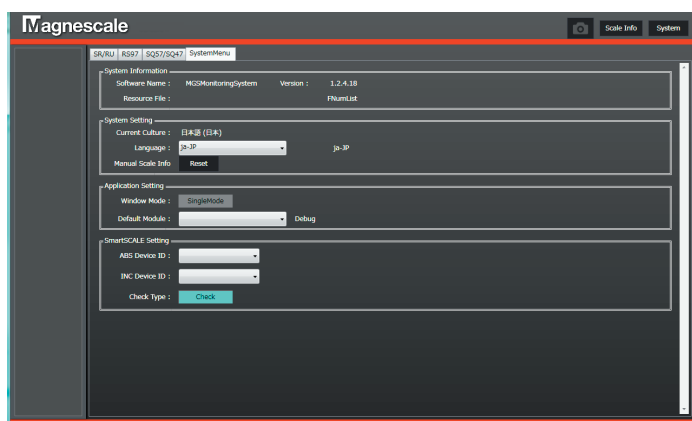 Magnescale
Scale Info System
SR/RU RS97 SQ57/SQ47 SystemMenu
System Information
Software Name : MGSMonitoringSystem Version : 1.2.4.18
Resource File : FNumList
System Setting
Current Culture : 日本語 (日本)
Language : ja-JP ja-JP
Manual Scale Info Reset
Application Setting
Window Mode : SingleMode
Default Module : Debug
SmartSCALE Setting
ABS Device ID :
INC Device ID :
Check Type : Check